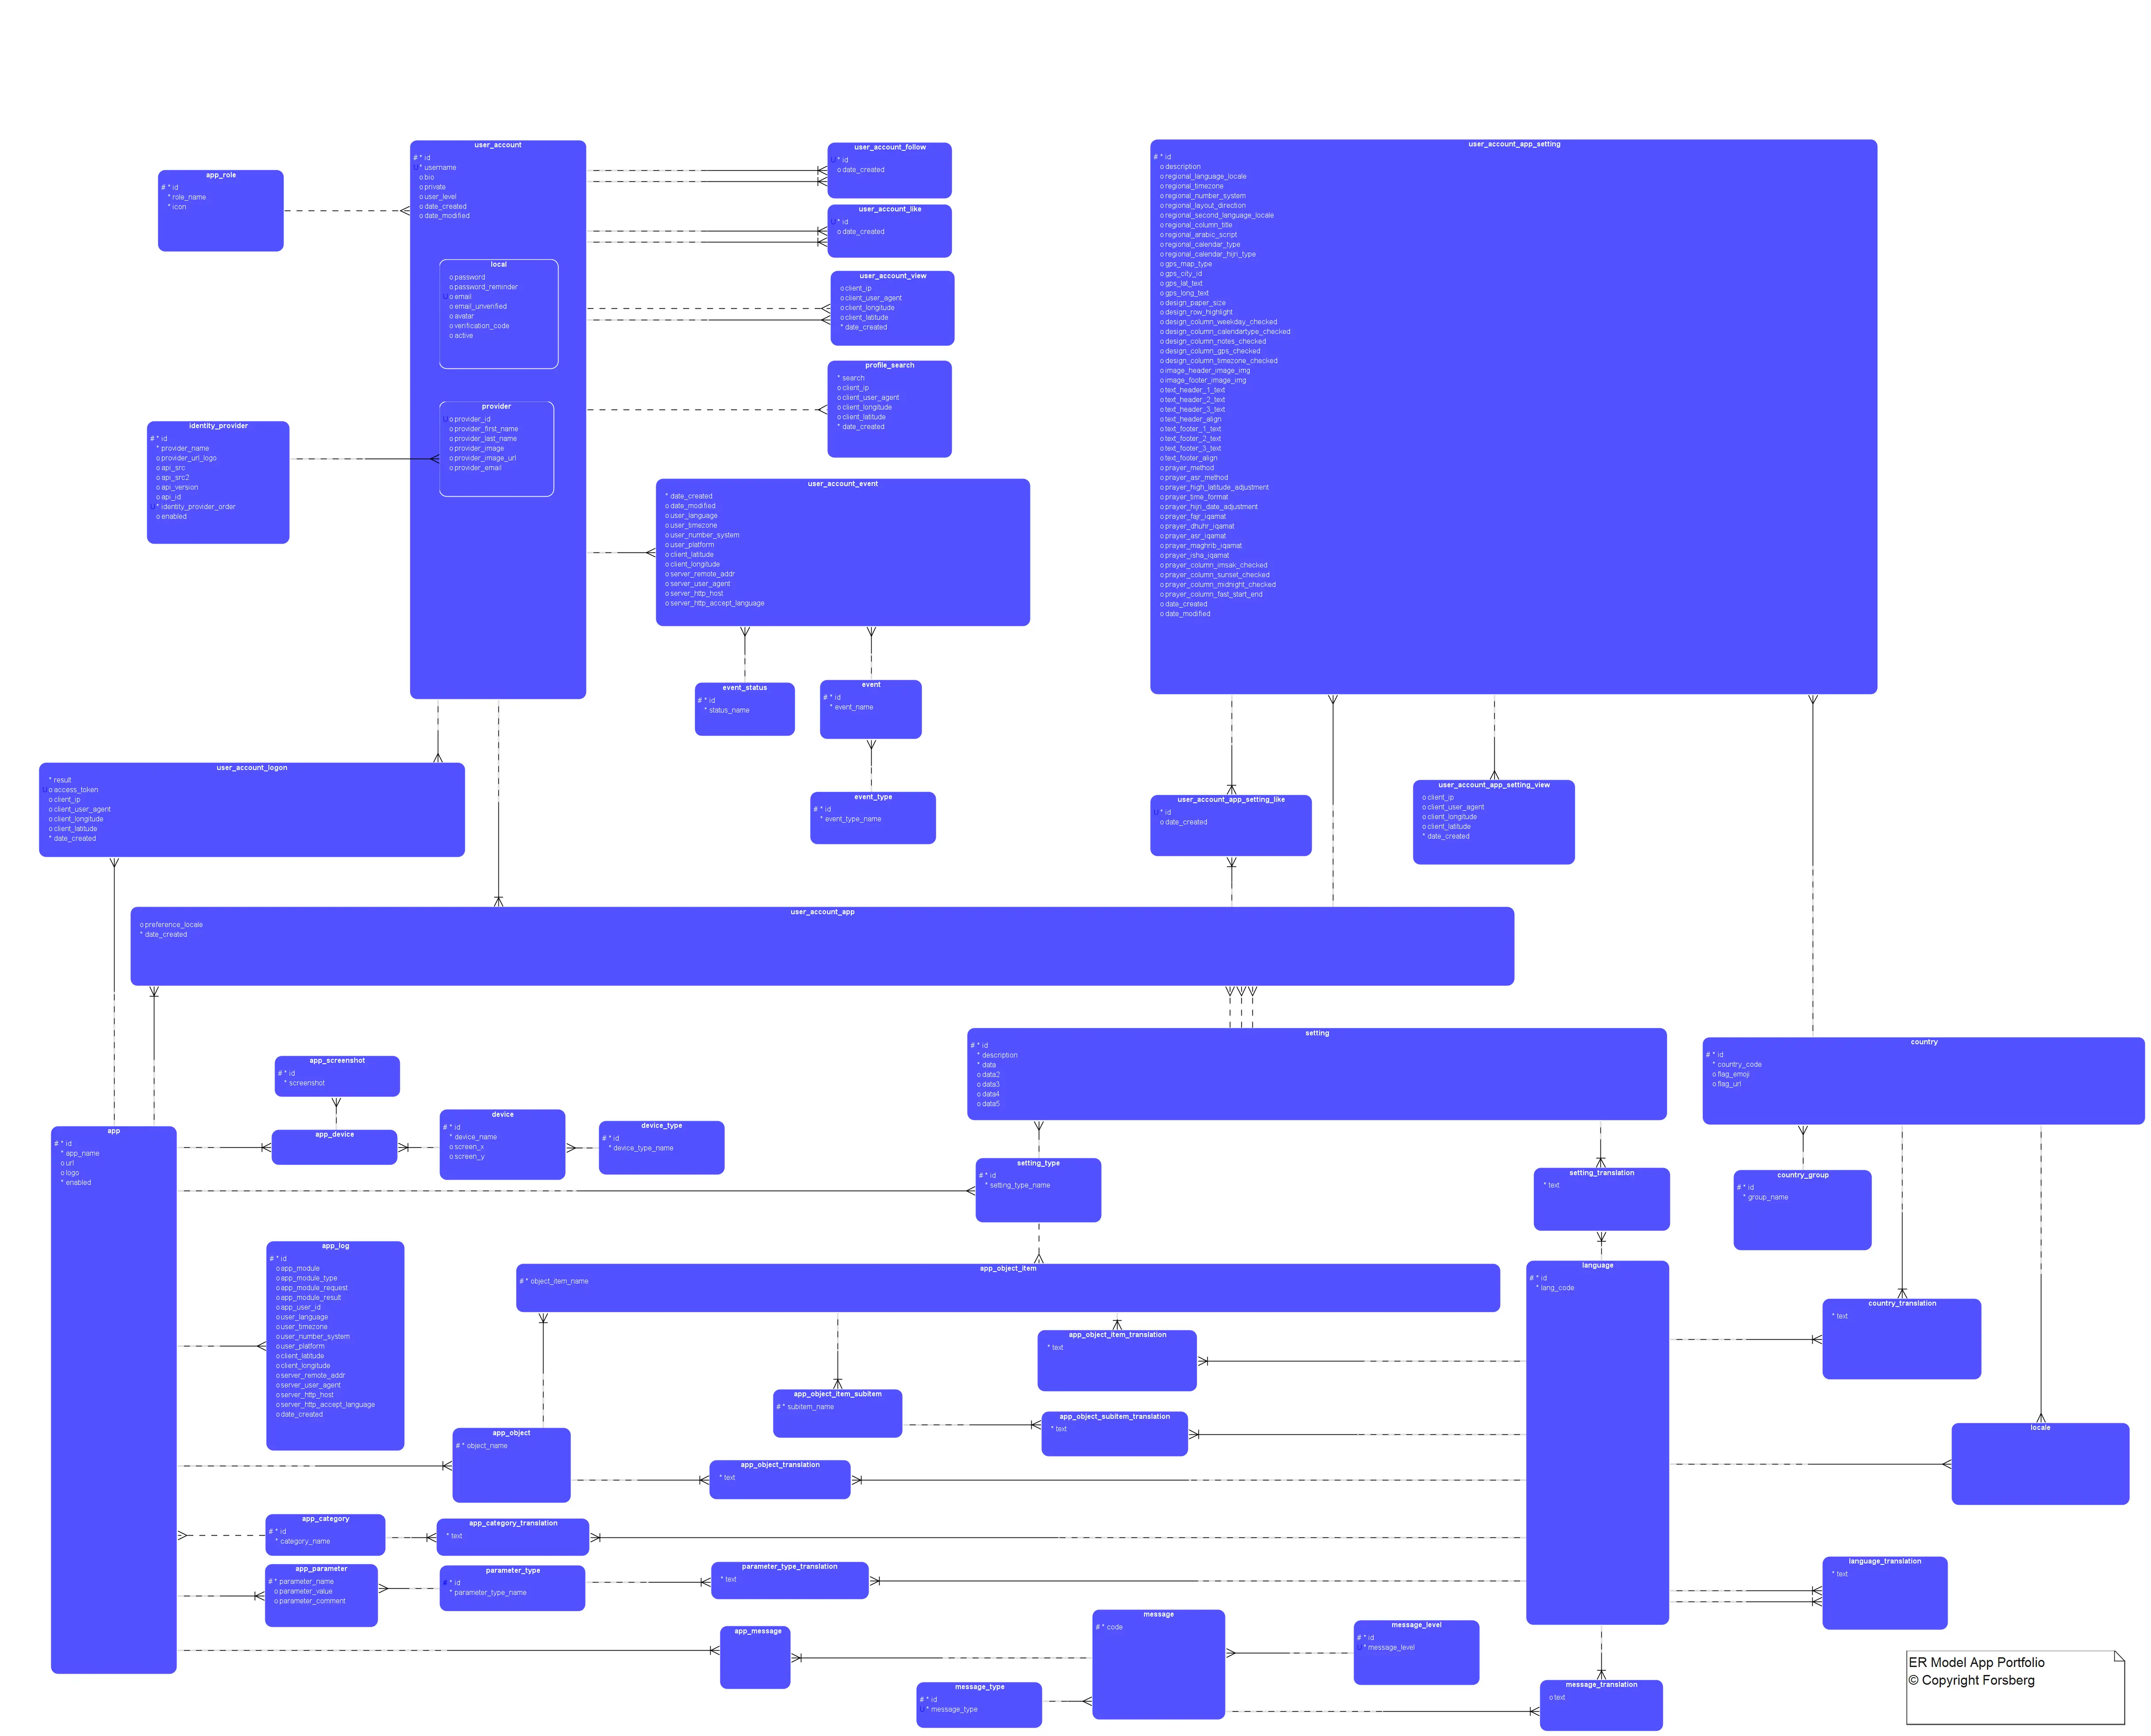 user_account
# * id
U * username
o bio
o private
o user_level
o date_created
o date_modified
local
o password
o password_reminder
U o email
o email_unverified
o avatar
o verification_code
o active
provider
U o provider_id
o provider_first_name
o provider_last_name
o provider_image
o provider_image_url
o provider_email
app_role
# * id
* role_name
* icon
identity_provider
# * id
* provider_name
o provider_url_logo
o api_src
o api_src2
o api_version
o api_id
U * identity_provider_order
o enabled
user_account_follow
U * id
o date_created
user_account_like
U * id
o date_created
user_account_view
o client_ip
o client_user_agent
o client_longitude
o client_latitude
* date_created
profile_search
* search
o client_ip
o client_user_agent
o client_longitude
o client_latitude
* date_created
user_account_event
* date_created
o date_modified
o user_language
o user_timezone
o user_number_system
o user_platform
o client_latitude
o client_longitude
o server_remote_addr
o server_user_agent
o server_http_host
o server_http_accept_language
event_status
# * id
* status_name
event
# * id
* event_name
event_type
# * id
* event_type_name
user_account_app_setting
# * id
o description
o regional_language_locale
o regional_timezone
o regional_number_system
o regional_layout_direction
o regional_second_language_locale
o regional_column_title
o regional_arabic_script
o regional_calendar_type
o regional_calendar_hijri_type
o gps_map_type
o gps_city_id
o gps_lat_text
o gps_long_text
o design_paper_size
o design_row_highlight
o design_column_weekday_checked
o design_column_calendartype_checked
o design_column_notes_checked
o design_column_gps_checked
o design_column_timezone_checked
o image_header_image_img
o image_footer_image_img
o text_header_1_text
o text_header_2_text
o text_header_3_text
o text_header_align
o text_footer_1_text
o text_footer_2_text
o text_footer_3_text
o text_footer_align
o prayer_method
o prayer_asr_method
o prayer_high_latitude_adjustment
o prayer_time_format
o prayer_hijri_date_adjustment
o prayer_fajr_iqamat
o prayer_dhuhr_iqamat
o prayer_asr_iqamat
o prayer_maghrib_iqamat
o prayer_isha_iqamat
o prayer_column_imsak_checked
o prayer_column_sunset_checked
o prayer_column_midnight_checked
o prayer_column_fast_start_end
o date_created
o date_modified
user_account_logon
* result
U o access_token
o client_ip
o client_user_agent
o client_longitude
o client_latitude
* date_created
user_account_app_setting_like
U * id
o date_created
user_account_app_setting_view
o client_ip
o client_user_agent
o client_longitude
o client_latitude
* date_created
user_account_app
o preference_locale
* date_created
setting
# * id
* description
* data
o data2
o data3
o data4
o data5
country
# * id
* country_code
o flag_emoji
o flag_url
app_screenshot
# * id
* screenshot
app_device
device
# * id
* device_name
o screen_x
o screen_y
device_type
# * id
* device_type_name
app
# * id
* app_name
o url
o logo
* enabled
setting_type
# * id
* setting_type_name
setting_translation
* text
country_group
# * id
* group_name
app_log
# * id
o app_module
o app_module_type
o app_module_request
o app_module_result
o app_user_id
o user_language
o user_timezone
o user_number_system
o user_platform
o client_latitude
o client_longitude
o server_remote_addr
o server_user_agent
o server_http_host
o server_http_accept_language
o date_created
app_object_item
# * object_item_name
language
# * id
* lang_code
country_translation
* text
app_object_item_translation
* text
app_object_item_subitem
# * subitem_name
app_object_subitem_translation
* text
locale
app_object
# * object_name
app_object_translation
* text
app_category
# * id
* category_name
app_category_translation
* text
app_parameter
# * parameter_name
o parameter_value
o parameter_comment
parameter_type
# * id
* parameter_type_name
parameter_type_translation
* text
language_translation
* text
app_message
message
# * code
message_level
# * id
U * message_level
message_type
# * id
U * message_type
message_translation
o text
ER Model App Portfolio
© Copyright Forsberg